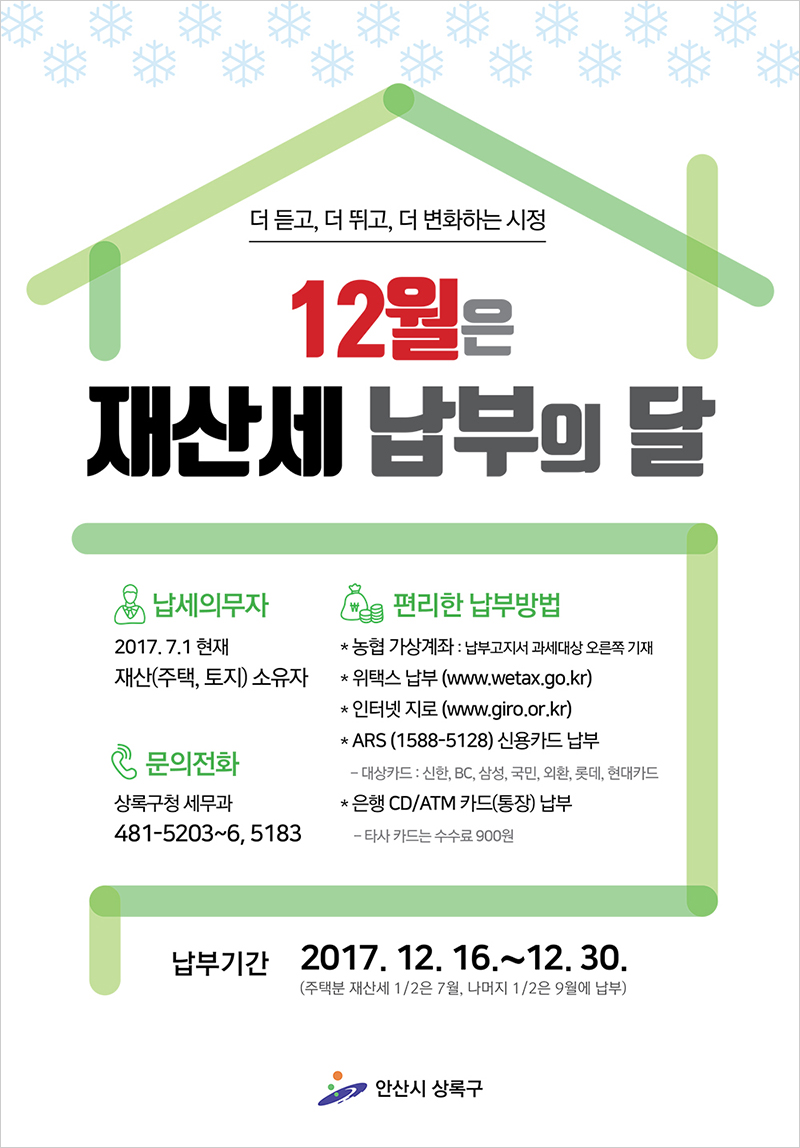 더 듣고, 더 뛰고, 더 변화하는 시정
12월은
재산세 납부의 달
납세의무자
2017. 7.1 현재
재산(주택, 토지) 소유자
문의전화
상록구청 세무과
481-5203~6, 5183
편리한 납부방법
* 농협 가상계좌 : 납부고지서 과세대상 오른쪽 기재
* 위택스 납부 (www.wetax.go.kr)
* 인터넷 지로 (www.giro.or.kr)
* ARS (1588-5128) 신용카드 납부
– 대상카드 : 신한, BC, 삼성, 국민, 외환, 롯데, 현대카드
* 은행 CD/ATM 카드(통장) 납부
– 타사 카드는 수수료 900원
납부기간 2017. 12. 16.~12. 30.
(주택분 재산세 1/2은 7월, 나머지 1/2은 9월에 납부)
안산시 상록구